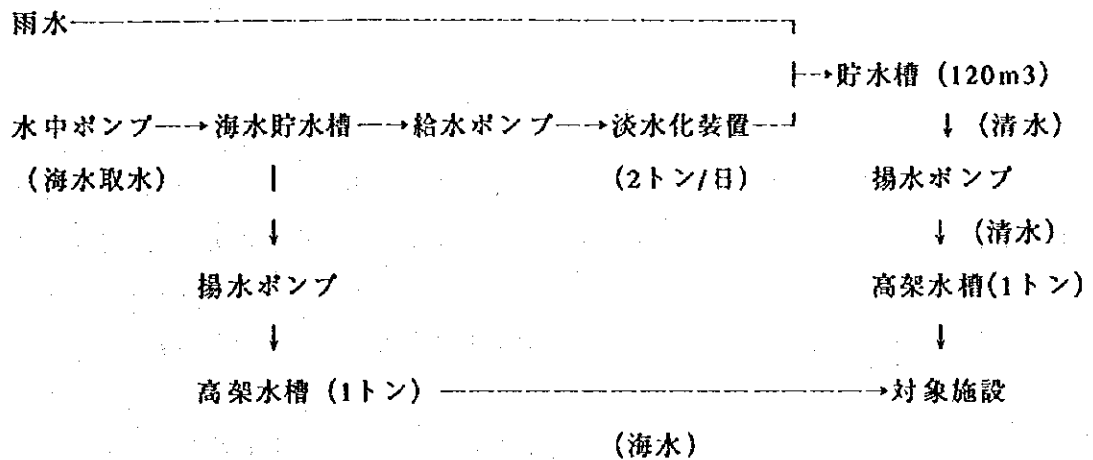 雨水
→貯水槽 (120m3)
水中ポンプ→海水貯水槽→給水ポンプ→淡水化装置 ↓ (清水)
(海水取水) (2トン/日) 揚水ポンプ
↓ ↓ (清水)
揚水ポンプ 高架水槽(1トン)
↓ ↓
高架水槽 (1トン) →対象施設
(海水)